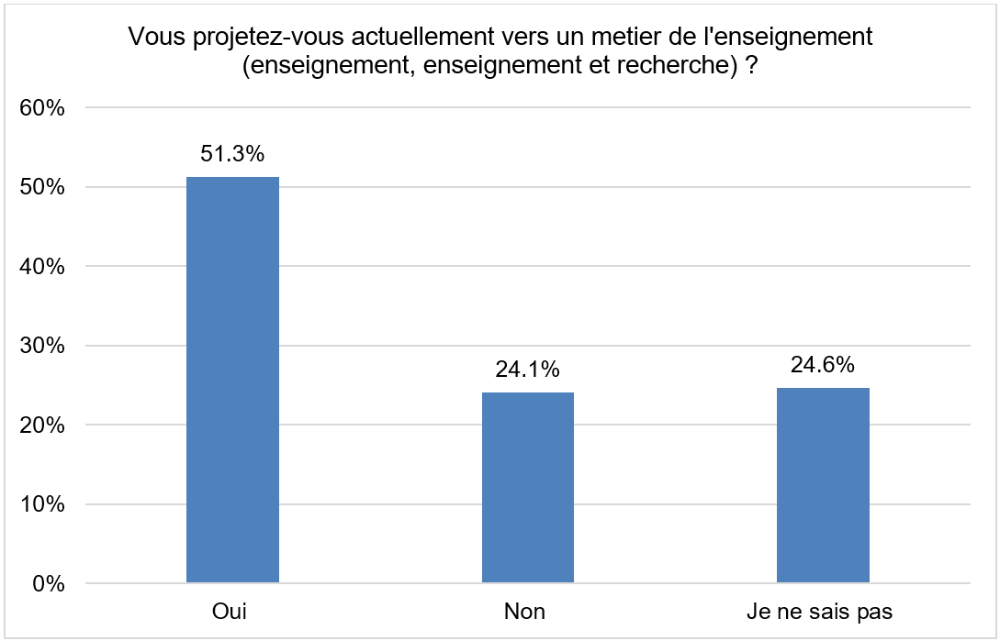 Vous projetez-vous actuellement vers un metier de l'enseignement
(enseignement, enseignement et recherche) ?
60%
51.3%
50%
40%
30%
24.1%
24.6%
20%
10%
0%
Oui
Non
Je ne sais pas